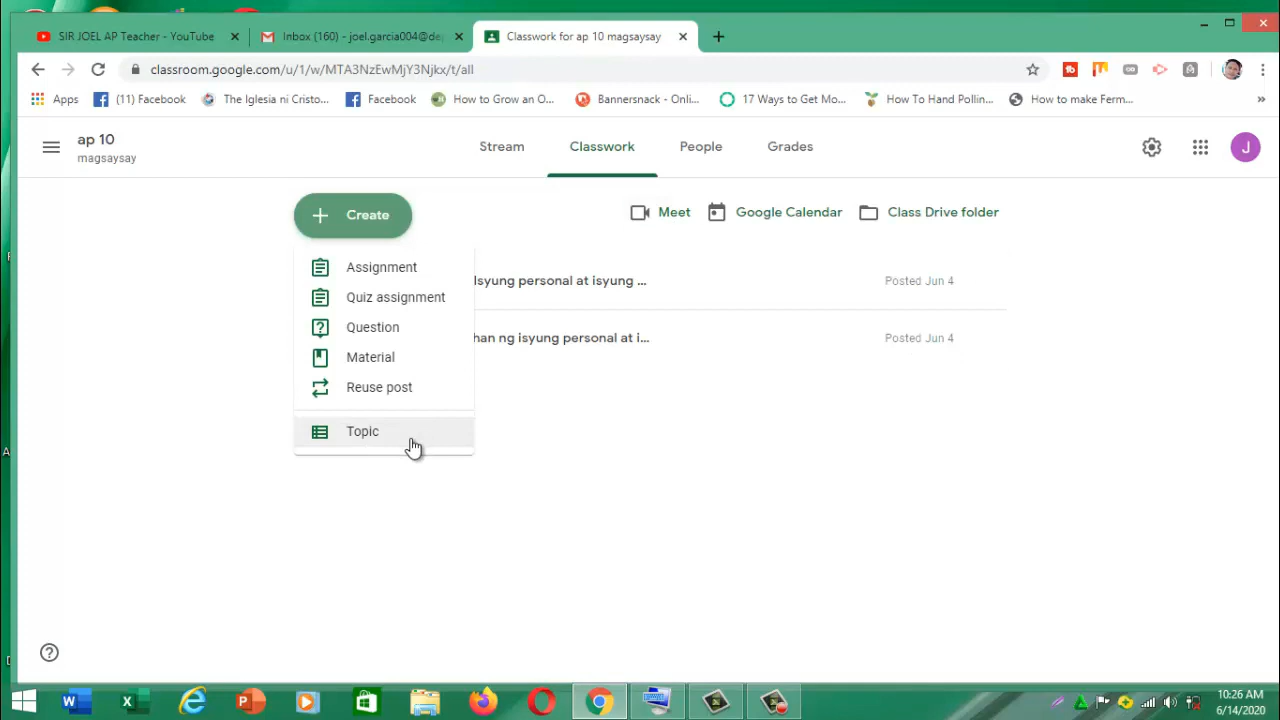 SIR JOEL AP Teacher - YouTube
Inbox (160) - joel.garcia004@de
Classwork for ap 10 magsaysay
classroom.google.com/u/1/w/MTA3NzEwMjY3Njkx/t/all
Apps
(11) Facebook
The Iglesia ni Cristo...
Facebook
How to Grow an O...
Bannersnack - Onli...
17 Ways to Get Mo...
How To Hand Pollin...
How to make Ferm...
»
ap 10
magsaysay
Stream
Classwork
People
Grades
J
Create
Meet
Google Calendar
Class Drive folder
Assignment
Quiz assignment
Question
Material
Reuse post
Topic
Isyung personal at isyung ...
Posted Jun 4
han ng isyung personal at i...
Posted Jun 4
10:26 AM
6/14/2020